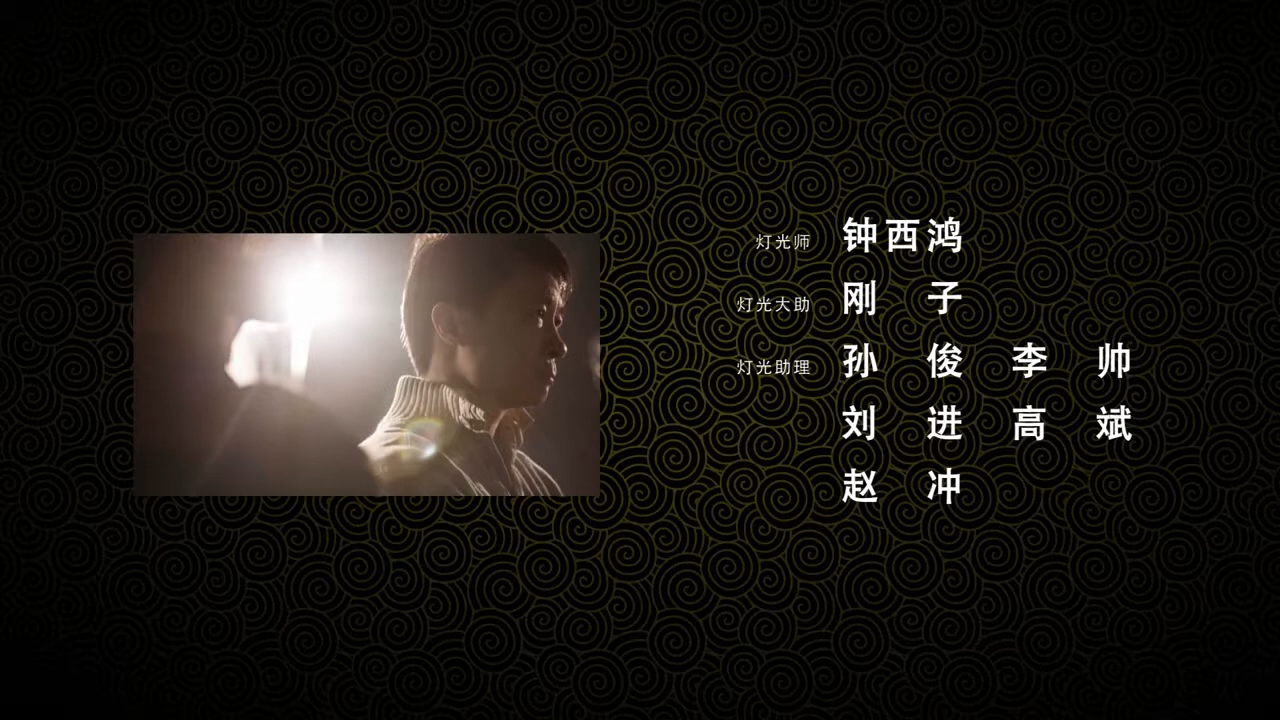 灯光师 钟西鸿
灯光大助 刚子
灯光助理 孙俊 李帅
刘进 高斌
赵冲